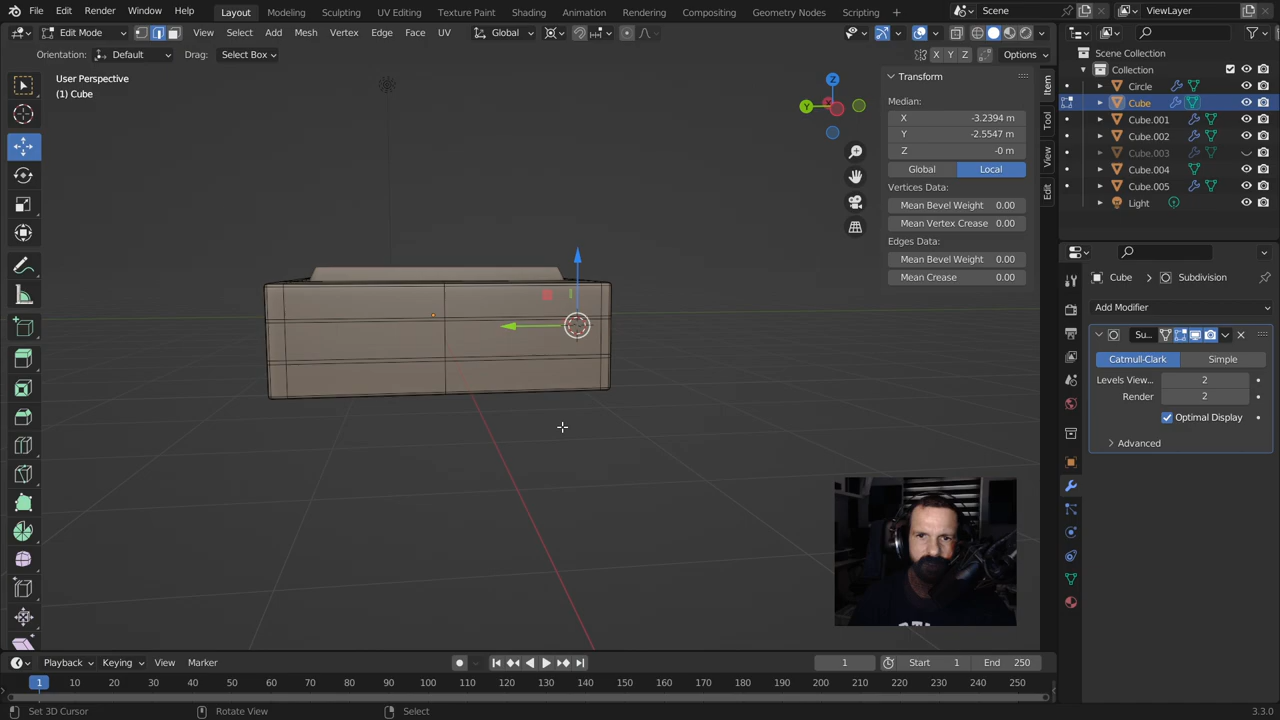 File Edit Render Window Help Layout Modeling Sculpting UV Editing Texture Paint Shading Animation Rendering Compositing Geometry Nodes Scripting Scene ViewLayer
Edit Mode View Select Add Mesh Vertex Edge Face UV Global
Orientation: Default Drag: Select Box X Y Z Options
User Perspective
(1) Cube
Z
Y
Transform
Median:
X -3.2394 m
Y -2.5547 m
Z -0 m
Global Local
Vertices Data:
Mean Bevel Weight 0.00
Mean Vertex Crease 0.00
Edges Data:
Mean Bevel Weight 0.00
Mean Crease 0.00
Item
Tool
View
Edit
Scene Collection
Collection
Circle
Cube
Cube.001
Cube.002
Cube.003
Cube.004
Cube.005
Light
Cube Subdivision
Add Modifier
Su...
Catmull-Clark Simple
Levels View... 2
Render 2
Optimal Display
Advanced
Playback Keying View Marker 1 Start 1 End 250
1 10 20 30 40 50 60 70 80 90 100 110 120 130 140 150 160 170 180 190 200 210 220 230 240 250
Set 3D Cursor Rotate View Select 3.3.0